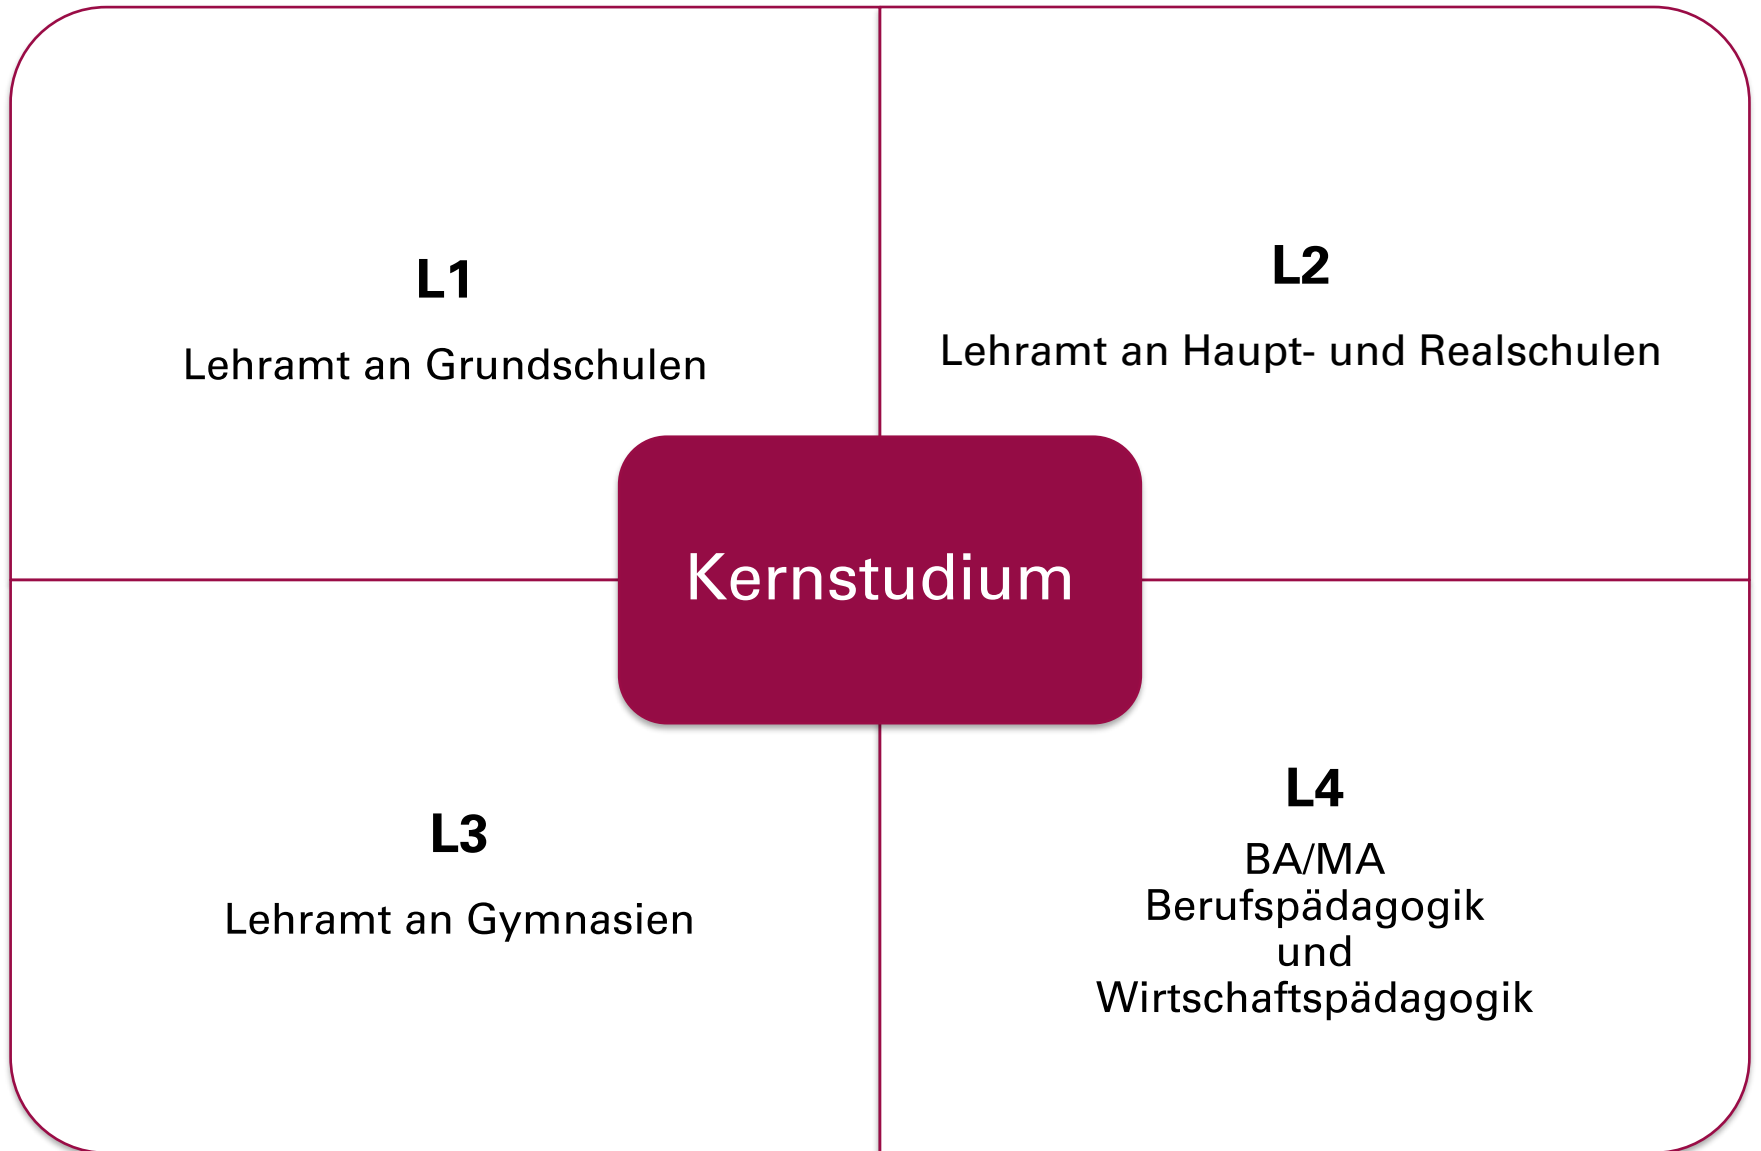 L1
Lehramt an Grundschulen
L2
Lehramt an Haupt- und Realschulen
Kernstudium
L3
Lehramt an Gymnasien
L4
BA/MA
Berufspädagogik
und
Wirtschaftspädagogik